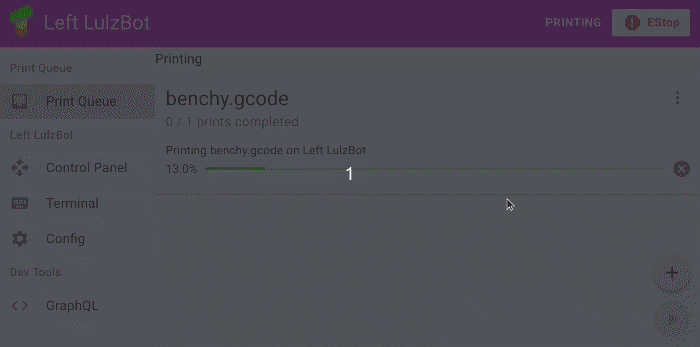 Left LulzBot
PRINTING
EStop
Print Queue
Print Queue
Left LulzBot
Control Panel
Terminal
Config
Dev Tools
GraphQL
Printing
benchy.gcode
0 / 1 prints completed
Printing benchy.gcode on Left LulzBot
13.0%
1